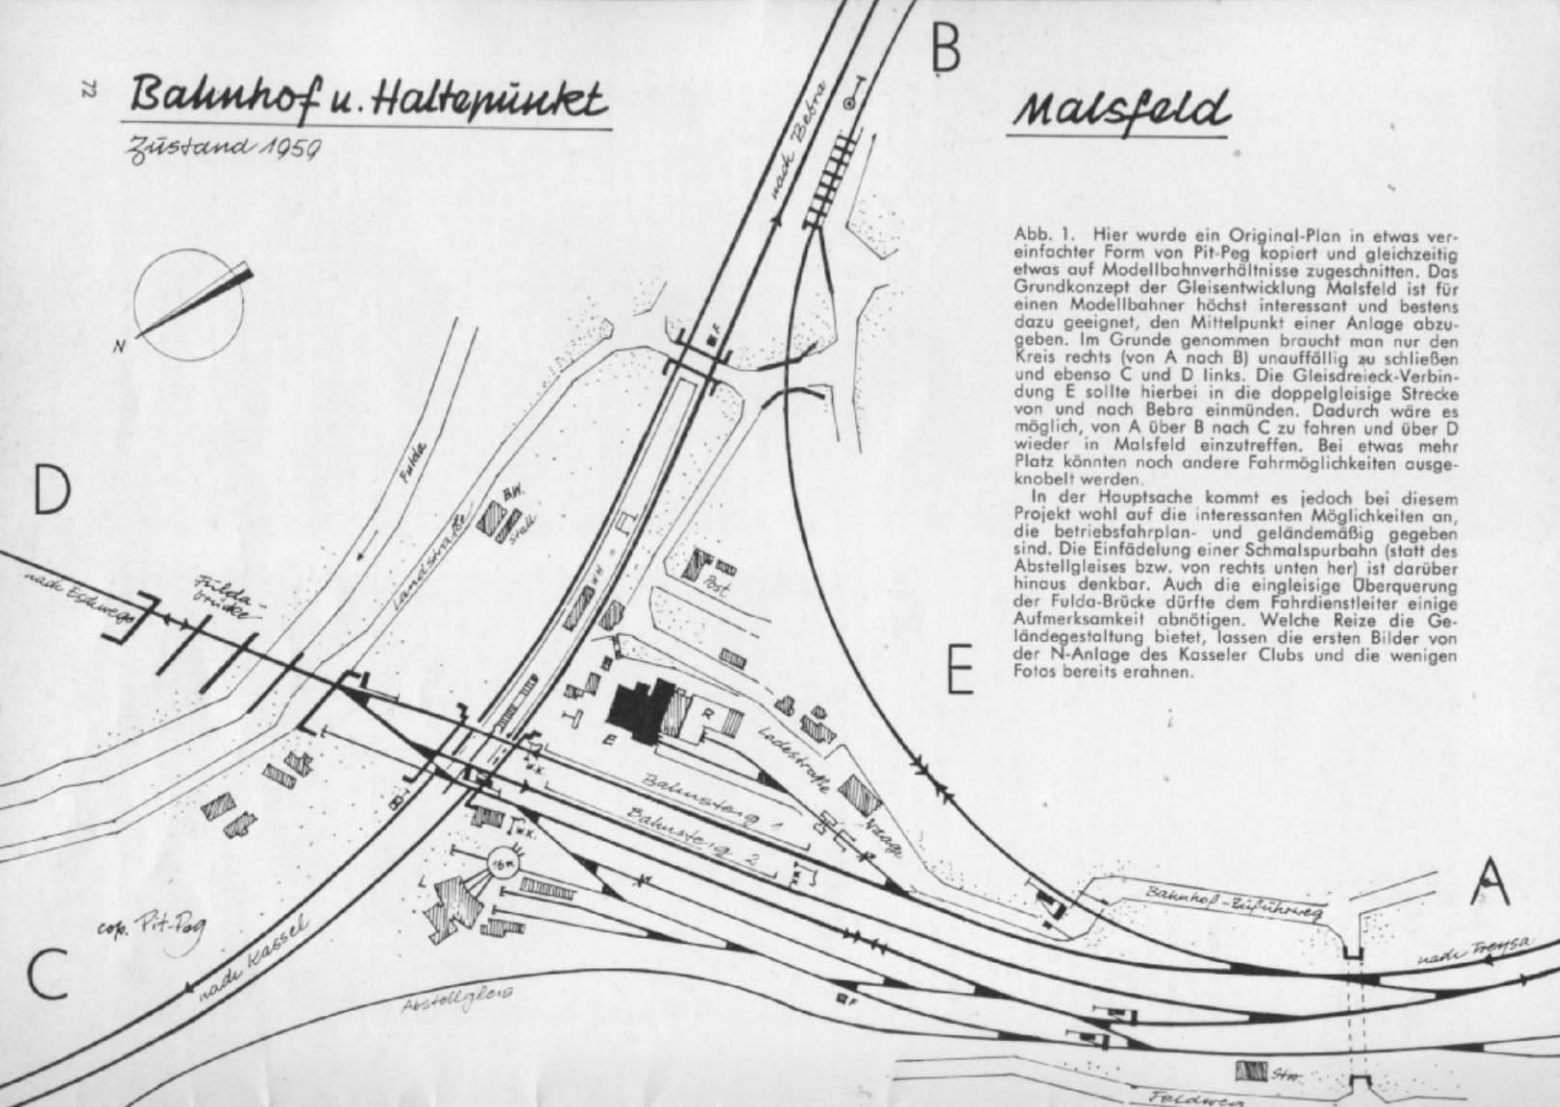 72
Bahnhof u. Haltepunkt
Zustand 1959
Malsfeld
B
nach Bebra
Abb. 1. Hier wurde ein Original-Plan in etwas ver-
einfachter Form von Pit-Peg kopiert und gleichzeitig
etwas auf Modellbahnverhältnisse zugeschnitten. Das
Grundkonzept der Gleisentwicklung Malsfeld ist für
einen Modellbahner höchst interessant und bestens
dazu geeignet, den Mittelpunkt einer Anlage abzu-
geben. Im Grunde genommen braucht man nur den
Kreis rechts (von A nach B) unauffällig zu schließen
und ebenso C und D links. Die Gleisdreieck-Verbin-
dung E sollte hierbei in die doppelgleisige Strecke
von und nach Bebra einmünden. Dadurch wäre es
möglich, von A über B nach C zu fahren und über D
wieder in Malsfeld einzutreffen. Bei etwas mehr
Platz könnten noch andere Fahrmöglichkeiten ausge-
knobelt werden.
In der Hauptsache kommt es jedoch bei diesem
Projekt wohl auf die interessanten Möglichkeiten an,
die betriebsfahrplan- und geländemäßig gegeben
sind. Die Einfädelung einer Schmalspurbahn (statt des
Abstellgleises bzw. von rechts unten her) ist darüber
hinaus denkbar. Auch die eingleisige Überquerung
der Fulda-Brücke dürfte dem Fahrdienstleiter einige
Aufmerksamkeit abnötigen. Welche Reize die Ge-
ländegestaltung bietet, lassen die ersten Bilder von
der N-Anlage des Kasseler Clubs und die wenigen
Fotos bereits erahnen.
N
F.
Fulda
D
Landstraße
B.W.
Stall
WH
Post
nach Eschwege
Fulda-
brücke
E
R
E
Ladestraße
W.K.
Bahnsteig 1
Bahnsteig 2
Waage
W.K.
16m
L
A
Bahnhof-Zuführweg
cop. Pit-Peg
nach Treysa
C
nach Kassel
Abstellgleis
F
Stw.
Feldweg